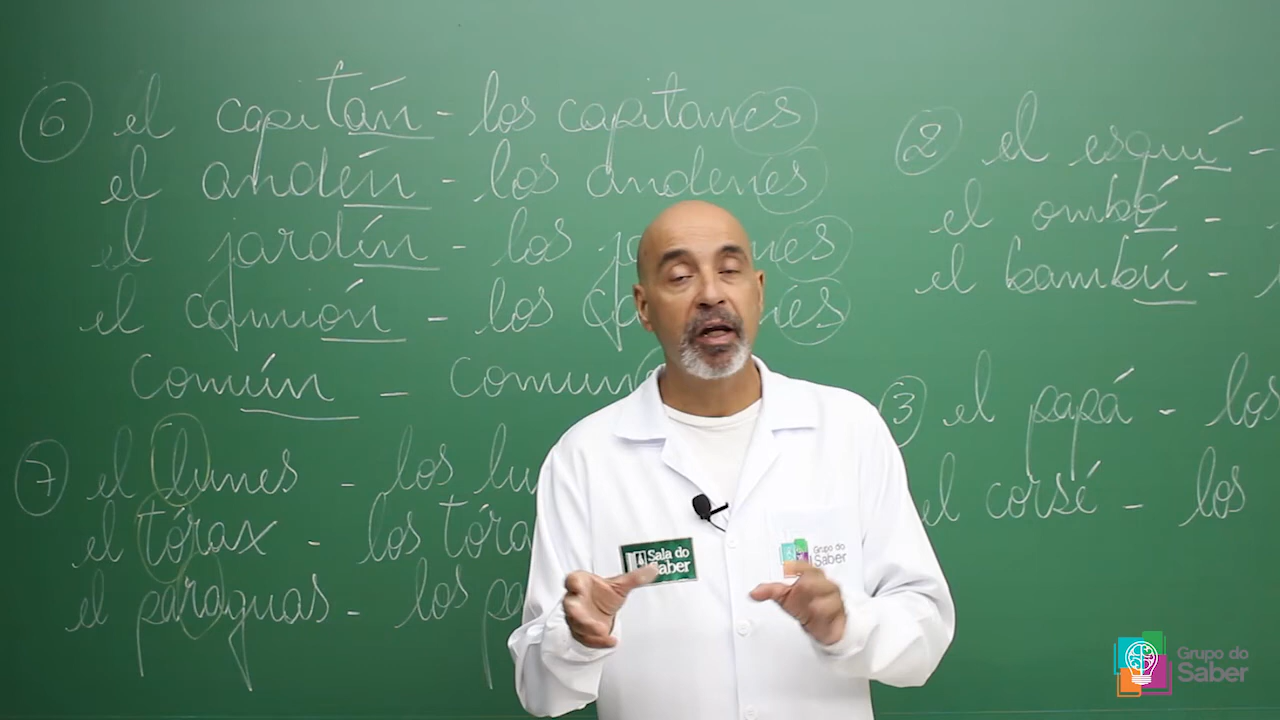 6 el capitán - los capitanes
el andén - los andenes
el jardín - los
el camión - los
común - comun
7 el lunes - los lu
el tórax - los tóra
el paraguas - los pa
2 el esquí -
el ombú -
el bambú -
3 el papá - los
el corsé - los
Sala do
Saber
Grupo do
Saber
Grupo do
Saber